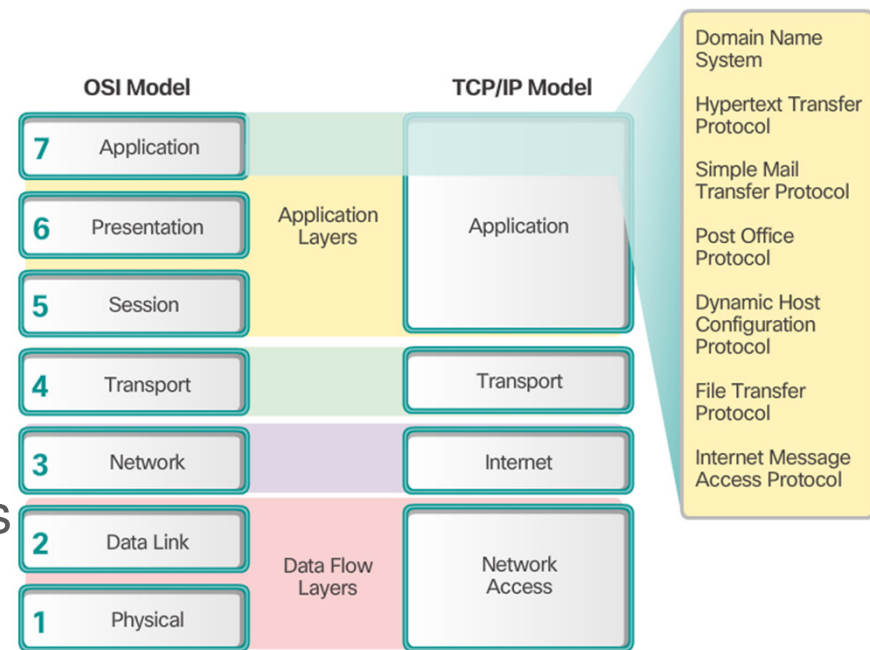 OSI Model
TCP/IP Model
7 Application
6 Presentation
5 Session
4 Transport
3 Network
2 Data Link
1 Physical
Application
Layers
Data Flow
Layers
Application
Transport
Internet
Network
Access
Domain Name
System
Hypertext Transfer
Protocol
Simple Mail
Transfer Protocol
Post Office
Protocol
Dynamic Host
Configuration
Protocol
File Transfer
Protocol
Internet Message
Access Protocol
s